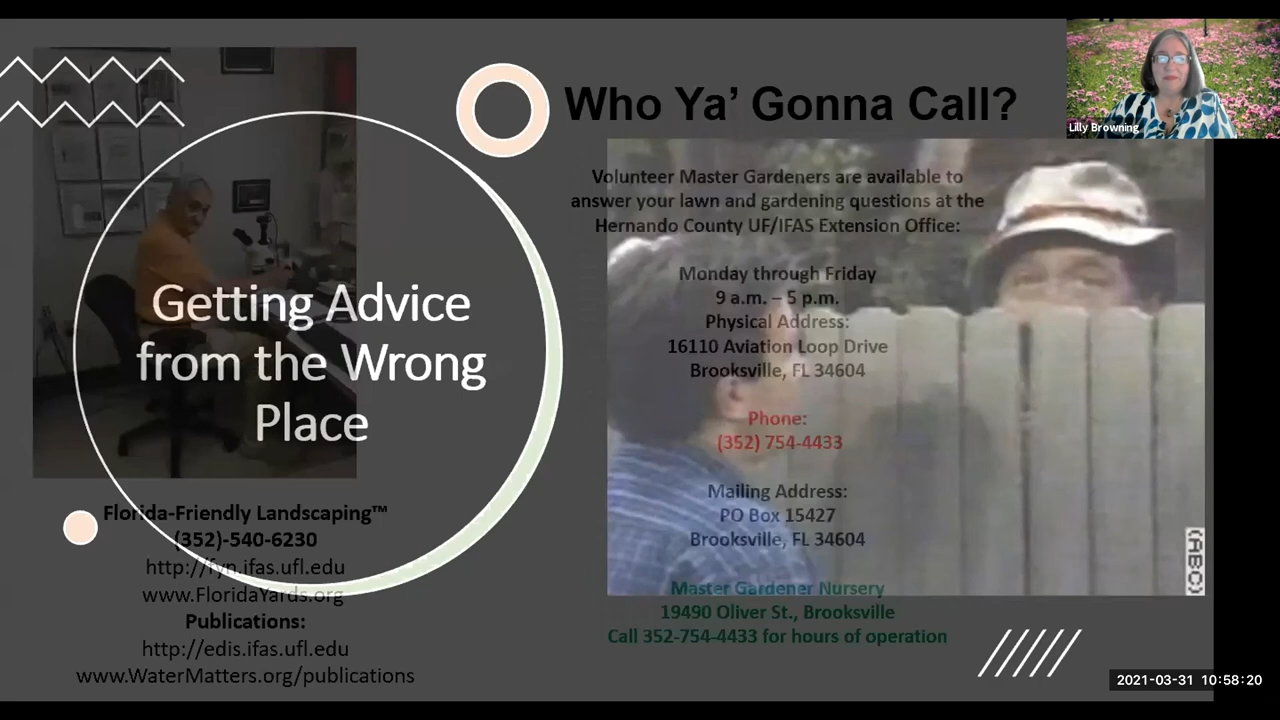 Getting Advice
from the Wrong
Place
Florida-Friendly Landscaping™
(352)-540-6230
http://fyn.ifas.ufl.edu
www.FloridaYards.org
Publications:
http://edis.ifas.ufl.edu
www.WaterMatters.org/publications
Who Ya’ Gonna Call?
Volunteer Master Gardeners are available to
answer your lawn and gardening questions at the
Hernando County UF/IFAS Extension Office:
Monday through Friday
9 a.m. – 5 p.m.
Physical Address:
16110 Aviation Loop Drive
Brooksville, FL 34604
Phone:
(352) 754-4433
Mailing Address:
PO Box 15427
Brooksville, FL 34604
Master Gardener Nursery
19490 Oliver St., Brooksville
Call 352-754-4433 for hours of operation
(ABC)
Lilly Browning
2021-03-31 10:58:20